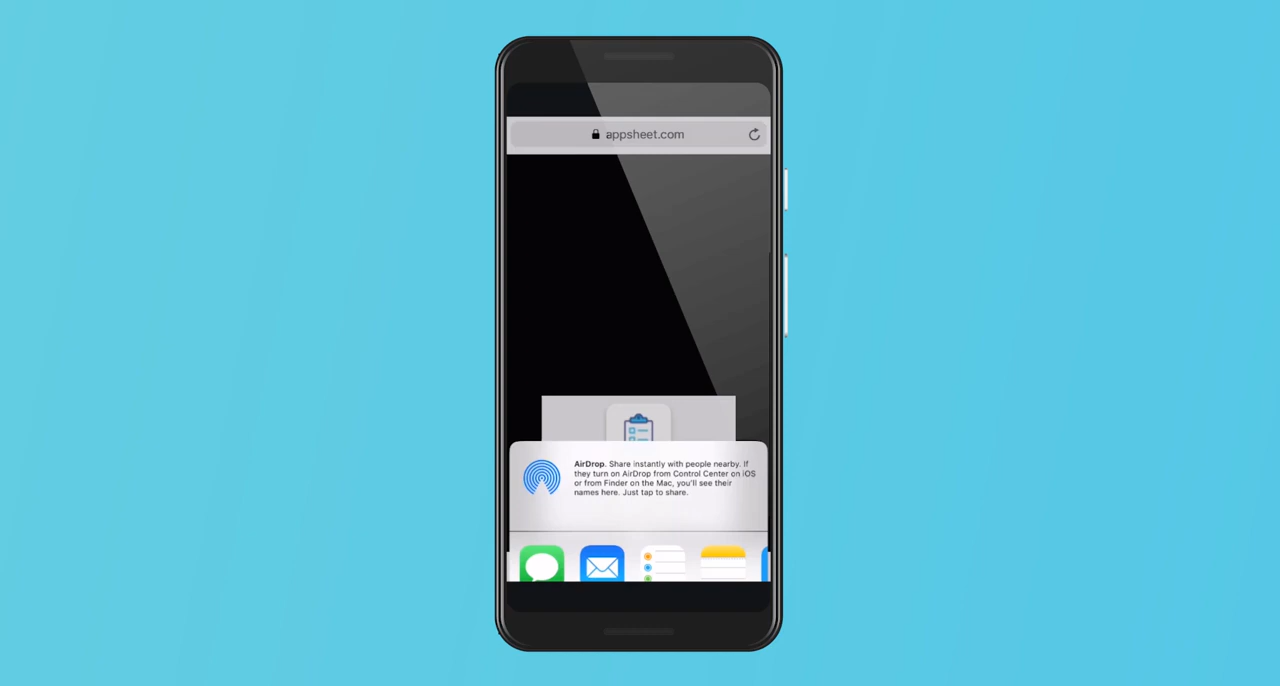 appsheet.com
AirDrop. Share instantly with people nearby. If
they turn on AirDrop from Control Center on iOS
or from Finder on the Mac, you'll see their
names here. Just tap to share.